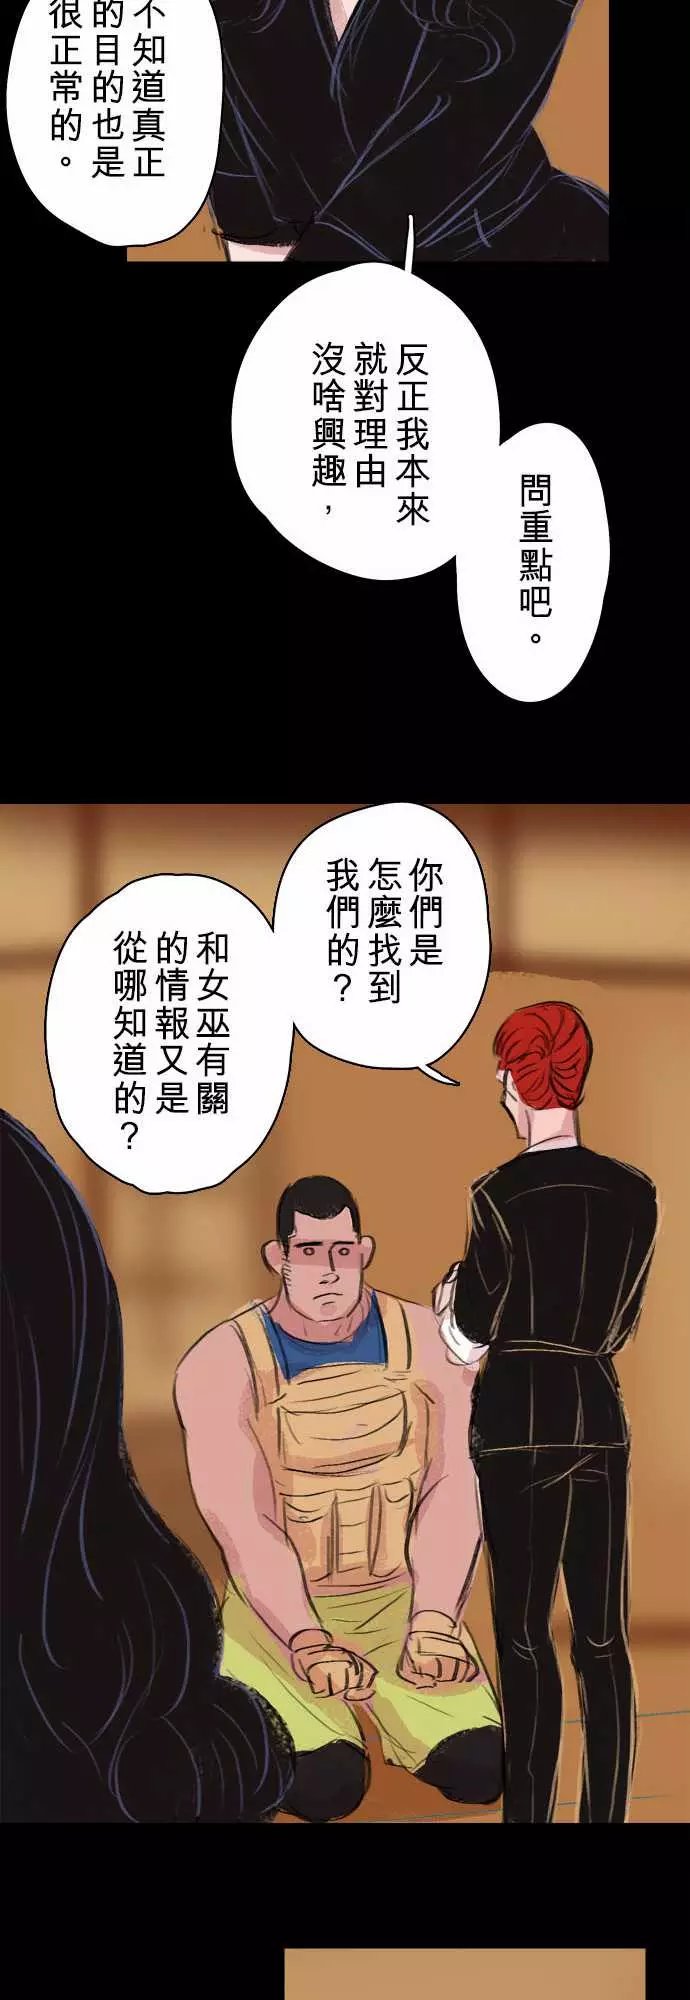 不知道真正
的目的也是
很正常的。
反正我本來
就對理由
沒啥興趣，
問重點吧。
你們是
怎麼找到
我們的？
和女巫有關
的情報又是
從哪知道的？